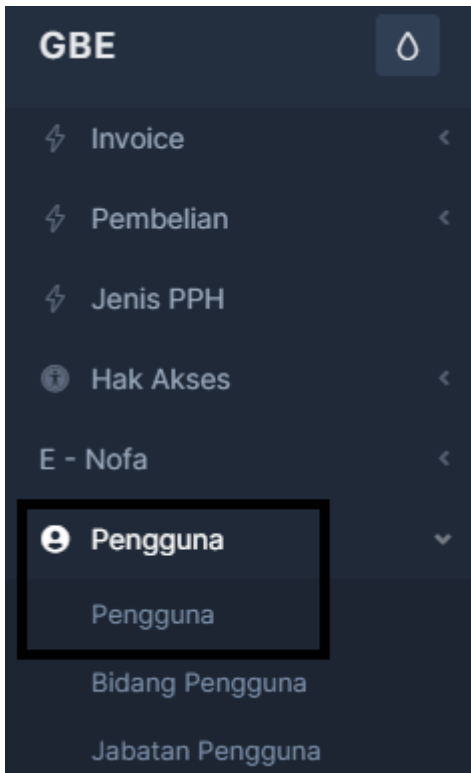 GBE
Invoice
Pembelian
Jenis PPH
Hak Akses
E - Nofa
Pengguna
Pengguna
Bidang Pengguna
Jabatan Pengguna